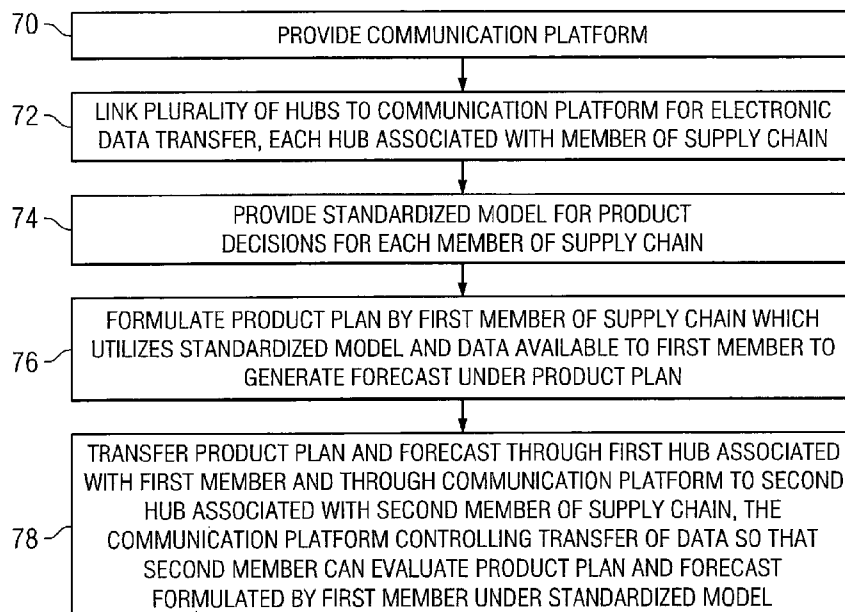 70
PROVIDE COMMUNICATION PLATFORM
72
LINK PLURALITY OF HUBS TO COMMUNICATION PLATFORM FOR ELECTRONIC
DATA TRANSFER, EACH HUB ASSOCIATED WITH MEMBER OF SUPPLY CHAIN
74
PROVIDE STANDARDIZED MODEL FOR PRODUCT
DECISIONS FOR EACH MEMBER OF SUPPLY CHAIN
76
FORMULATE PRODUCT PLAN BY FIRST MEMBER OF SUPPLY CHAIN WHICH
UTILIZES STANDARDIZED MODEL AND DATA AVAILABLE TO FIRST MEMBER TO
GENERATE FORECAST UNDER PRODUCT PLAN
78
TRANSFER PRODUCT PLAN AND FORECAST THROUGH FIRST HUB ASSOCIATED
WITH FIRST MEMBER AND THROUGH COMMUNICATION PLATFORM TO SECOND
HUB ASSOCIATED WITH SECOND MEMBER OF SUPPLY CHAIN, THE
COMMUNICATION PLATFORM CONTROLLING TRANSFER OF DATA SO THAT
SECOND MEMBER CAN EVALUATE PRODUCT PLAN AND FORECAST
FORMULATED BY FIRST MEMBER UNDER STANDARDIZED MODEL